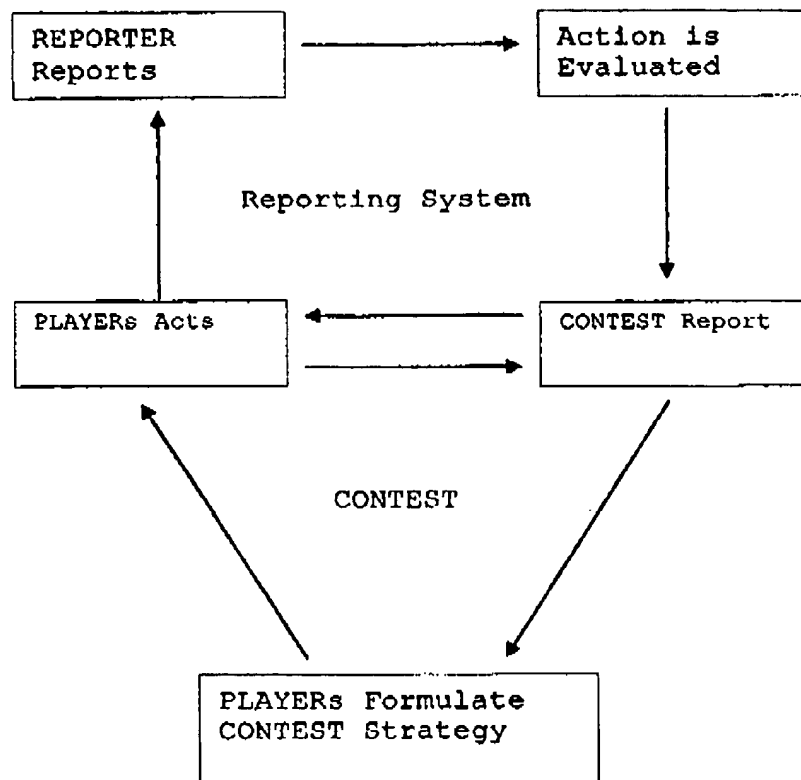 REPORTER
Reports
Action is
Evaluated
Reporting System
PLAYERs Acts
CONTEST Report
CONTEST
PLAYERs Formulate
CONTEST Strategy